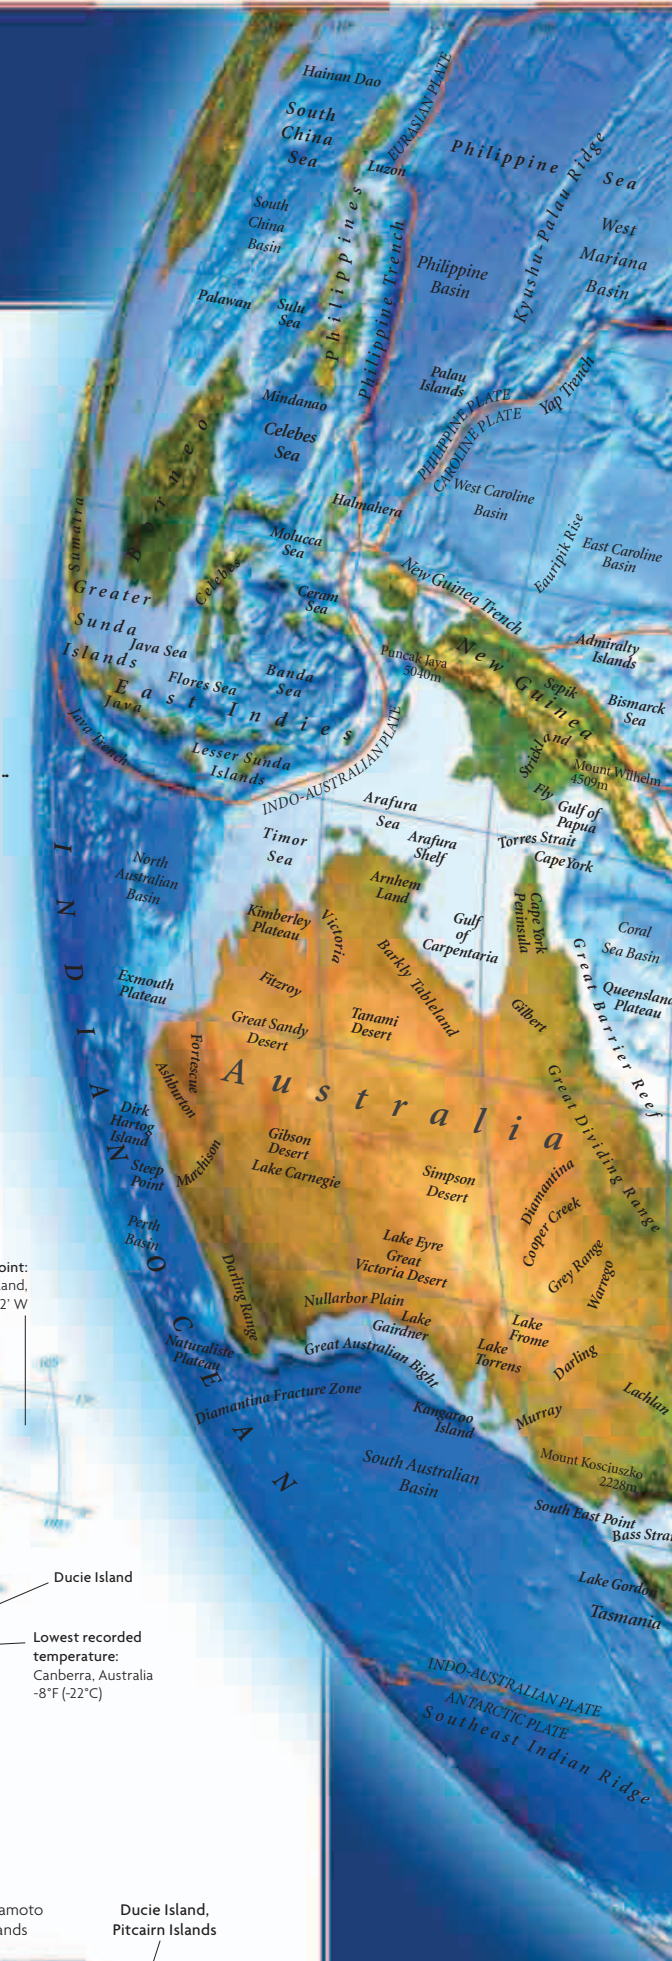 Hainan Dao
South
China
Sea
EURASIAN PLATE
Luzon
Philippine
Sea
South
China
Basin
Philippines
Philippine Trench
Kyushu-Palau Ridge
West
Mariana
Basin
Philippine
Basin
Palawan
Sulu
Sea
Palau
Islands
Yap Trench
Mindanao
PHILIPPINE PLATE
CAROLINE PLATE
Celebes
Sea
Borneo
Sumatra
Halmahera
West Caroline
Basin
Molucca
Sea
Eauripik Rise
East Caroline
Basin
Celebes
Ceram
Sea
New Guinea Trench
Greater
Sunda
Islands
Java Sea
Admiralty
Islands
Puncak Jaya
5040m
New Guinea
Flores Sea
Banda
Sea
Sepik
Bismarck
Sea
East Indies
Java
Java Trench
Strickland
Lesser Sunda
Islands
INDO-AUSTRALIAN PLATE
Mount Wilhelm
4509m
Fly
Gulf of
Papua
Arafura
Sea
Torres Strait
Timor
Sea
Arafura
Shelf
Cape York
North
Australian
Basin
Arnhem
Land
Cape York
Peninsula
Kimberley
Plateau
Victoria
Gulf
of
Carpentaria
Coral
Sea Basin
Barkly Tableland
Great Barrier Reef
Exmouth
Plateau
Fitzroy
Queensland
Plateau
Great Sandy
Desert
Tanami
Desert
Gilbert
Fortescue
Ashburton
Australia
Great Dividing Range
Dirk
Hartog
Island
Gibson
Desert
Lake Carnegie
Murchison
Steep
Point
Simpson
Desert
Diamantina
Cooper Creek
Perth
Basin
Lake Eyre
Great
Victoria Desert
Grey Range
Warrego
Darling Range
Nullarbor Plain
Lake
Gairdner
Lake
Frome
Great Australian Bight
Lake
Torrens
Darling
Naturaliste
Plateau
Lachlan
Diamantina Fracture Zone
Kangaroo
Island
Murray
INDIAN OCEAN
South Australian
Basin
Mount Kosciuszko
2228m
South East Point
Bass Strai
Lake Gordon
Tasmania
INDO-AUSTRALIAN PLATE
ANTARCTIC PLATE
Southeast Indian Ridge
oint:
and,
2' W
Ducie Island
Lowest recorded
temperature:
Canberra, Australia
-8°F (-22°C)
amoto
ands
Ducie Island,
Pitcairn Islands